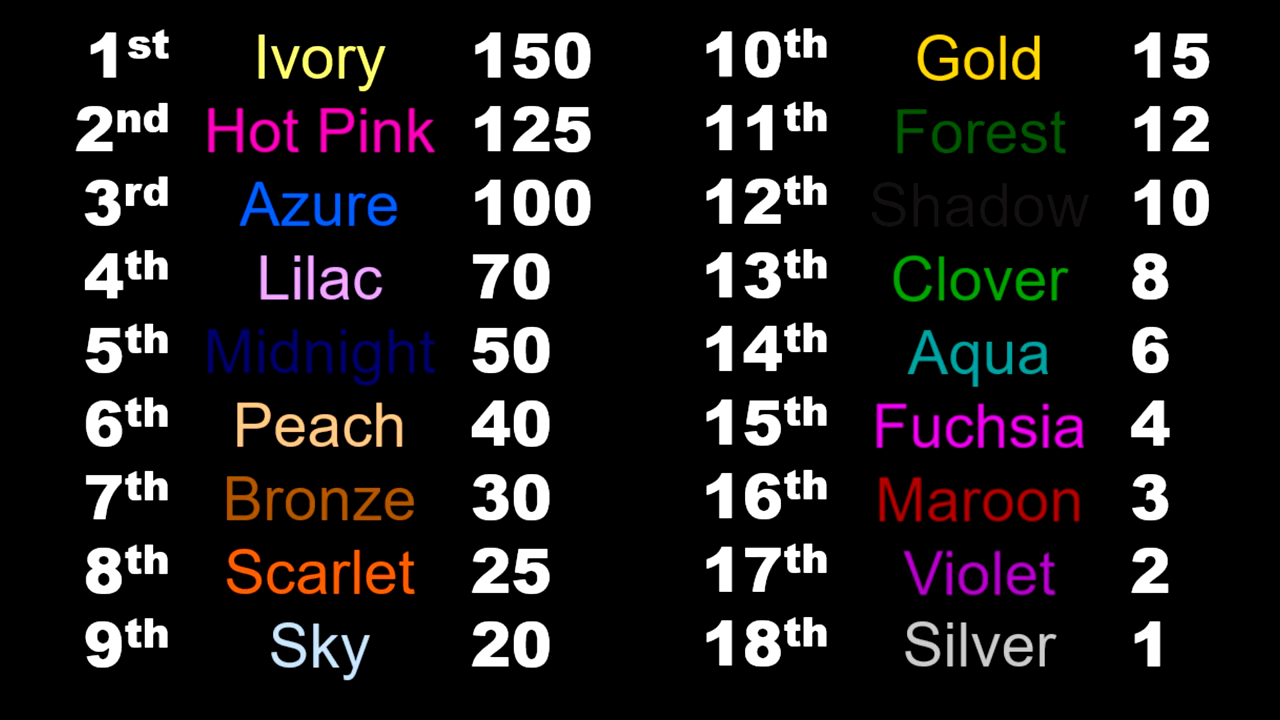 1st Ivory 150
2nd Hot Pink 125
3rd Azure 100
4th Lilac 70
5th Midnight 50
6th Peach 40
7th Bronze 30
8th Scarlet 25
9th Sky 20
10th Gold 15
11th Forest 12
12th Shadow 10
13th Clover 8
14th Aqua 6
15th Fuchsia 4
16th Maroon 3
17th Violet 2
18th Silver 1